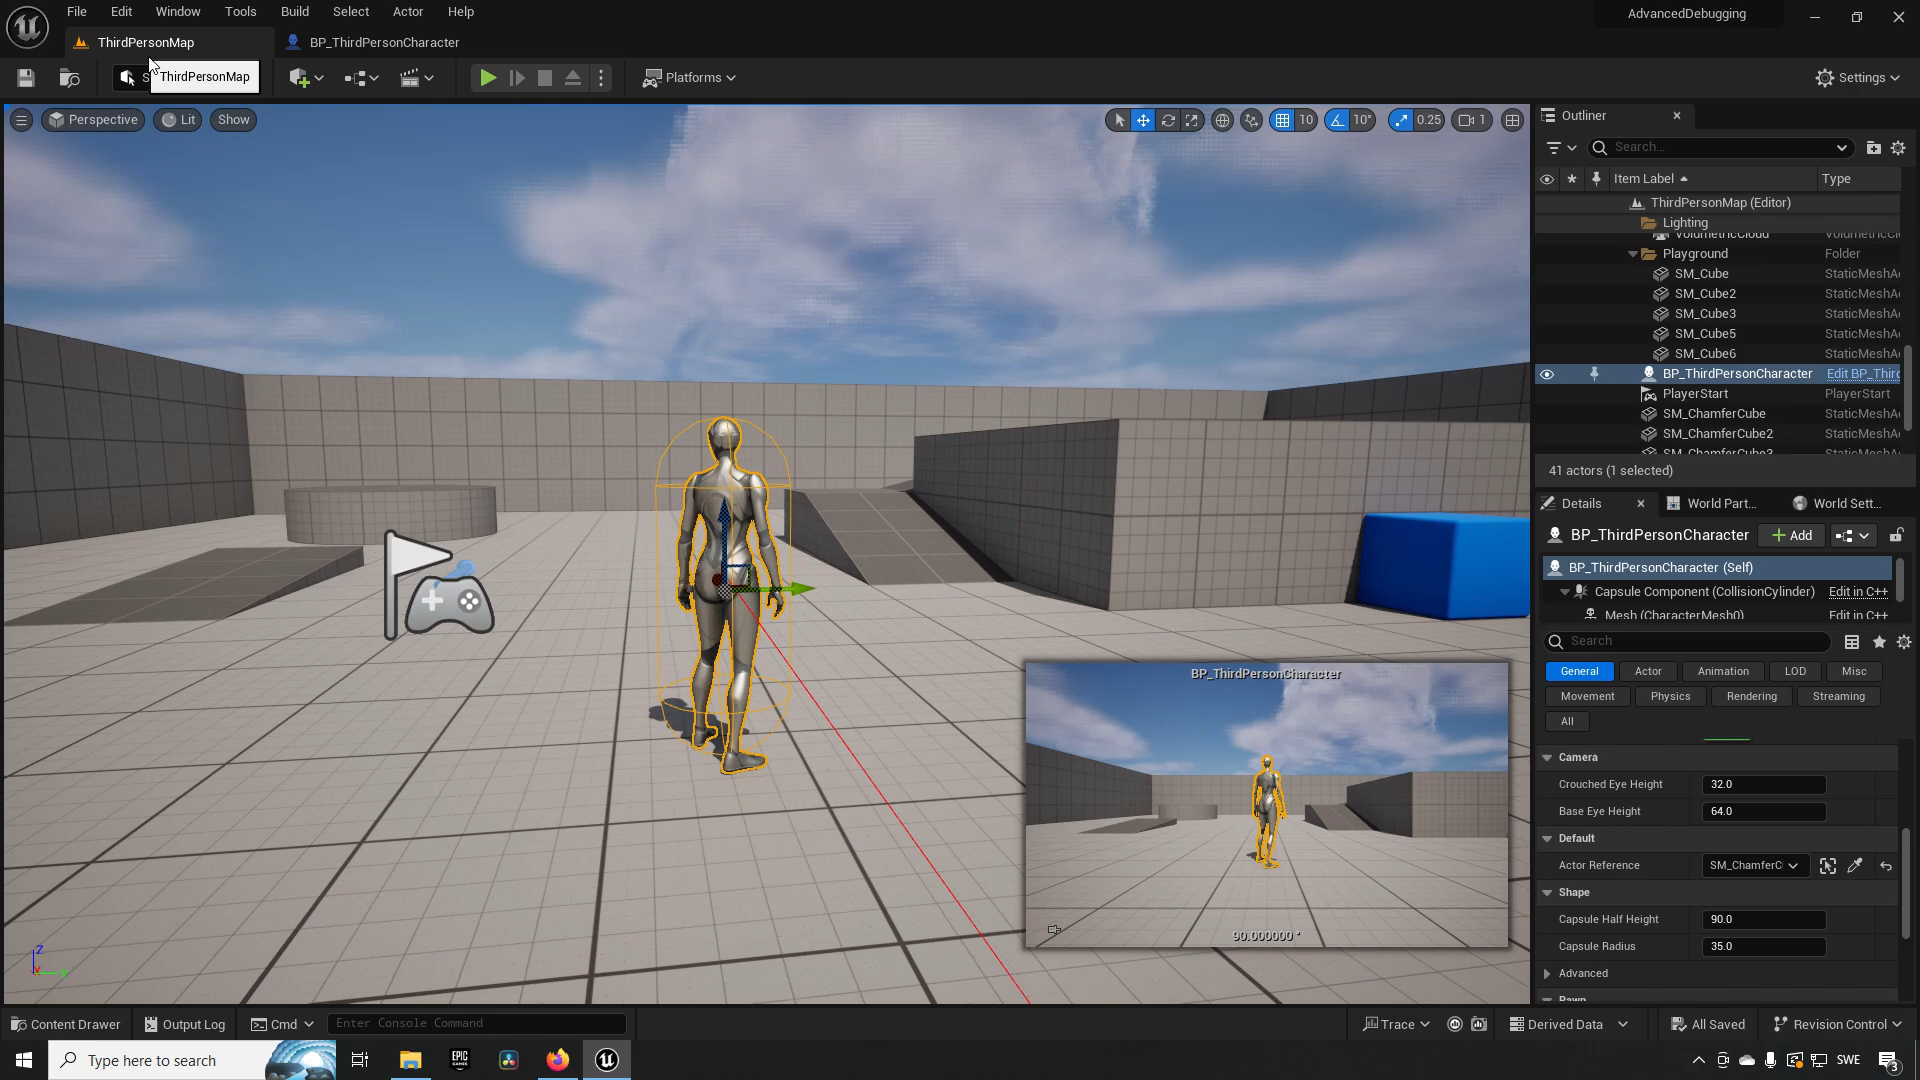 File Edit Window Tools Build Select Actor Help
AdvancedDebugging
ThirdPersonMap
BP_ThirdPersonCharacter
ThirdPersonMap
Platforms
Settings
Perspective
Lit
Show
10
10°
0.25
1
Outliner
Search...
Item Label
Type
ThirdPersonMap (Editor)
Lighting
VolumetricCloud
Playground
Folder
SM_Cube
StaticMeshA
SM_Cube2
StaticMeshA
SM_Cube3
StaticMeshA
SM_Cube5
StaticMeshA
SM_Cube6
StaticMeshA
BP_ThirdPersonCharacter
Edit BP_Third
PlayerStart
PlayerStart
SM_ChamferCube
StaticMeshA
SM_ChamferCube2
StaticMeshA
SM_ChamferCube3
41 actors (1 selected)
Details
World Part...
World Sett...
BP_ThirdPersonCharacter
Add
BP_ThirdPersonCharacter (Self)
Capsule Component (CollisionCylinder)
Edit in C++
Mesh (CharacterMesh0)
Edit in C++
Search
General
Actor
Animation
LOD
Misc
Movement
Physics
Rendering
Streaming
All
Camera
Crouched Eye Height
32.0
Base Eye Height
64.0
Default
Actor Reference
SM_ChamferC
Shape
Capsule Half Height
90.0
Capsule Radius
35.0
Advanced
Pawn
BP_ThirdPersonCharacter
90.000000 °
Z
Content Drawer
Output Log
Cmd
Enter Console Command
Trace
Derived Data
All Saved
Revision Control
Type here to search
EPIC
GAMES
SWE
3